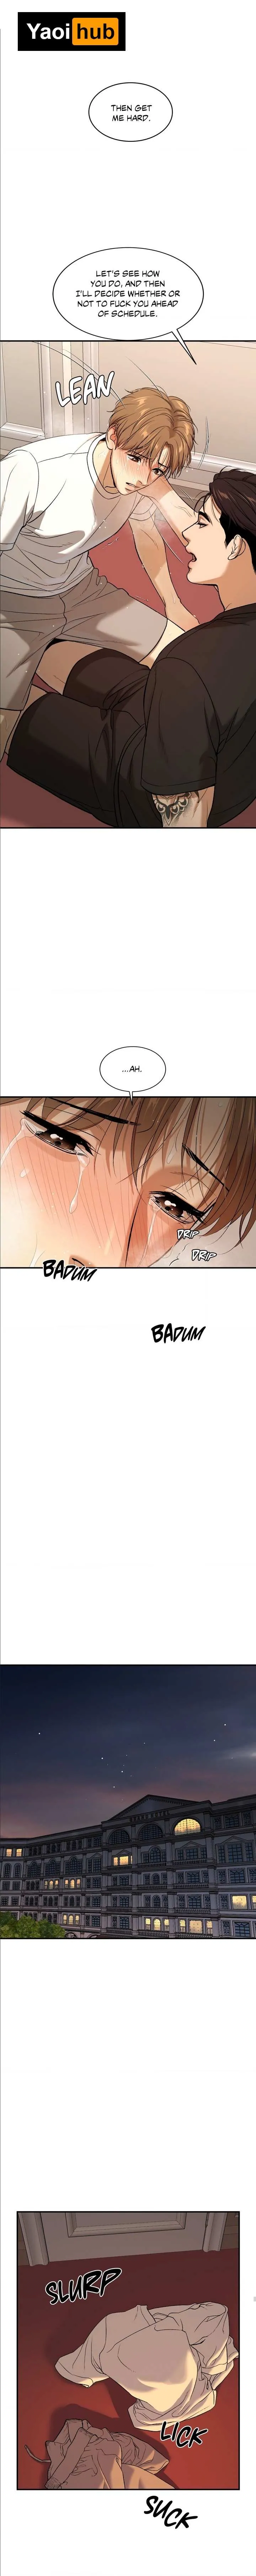 Yaoi hub
THEN GET
ME HARD.
LET'S SEE HOW
YOU DO, AND THEN
I'LL DECIDE WHETHER OR
NOT TO FUCK YOU AHEAD
OF SCHEDULE.
LEAN
...AH.
DRIP
DRIP
BADUM
BADUM
SLURP
LICK
SUCK